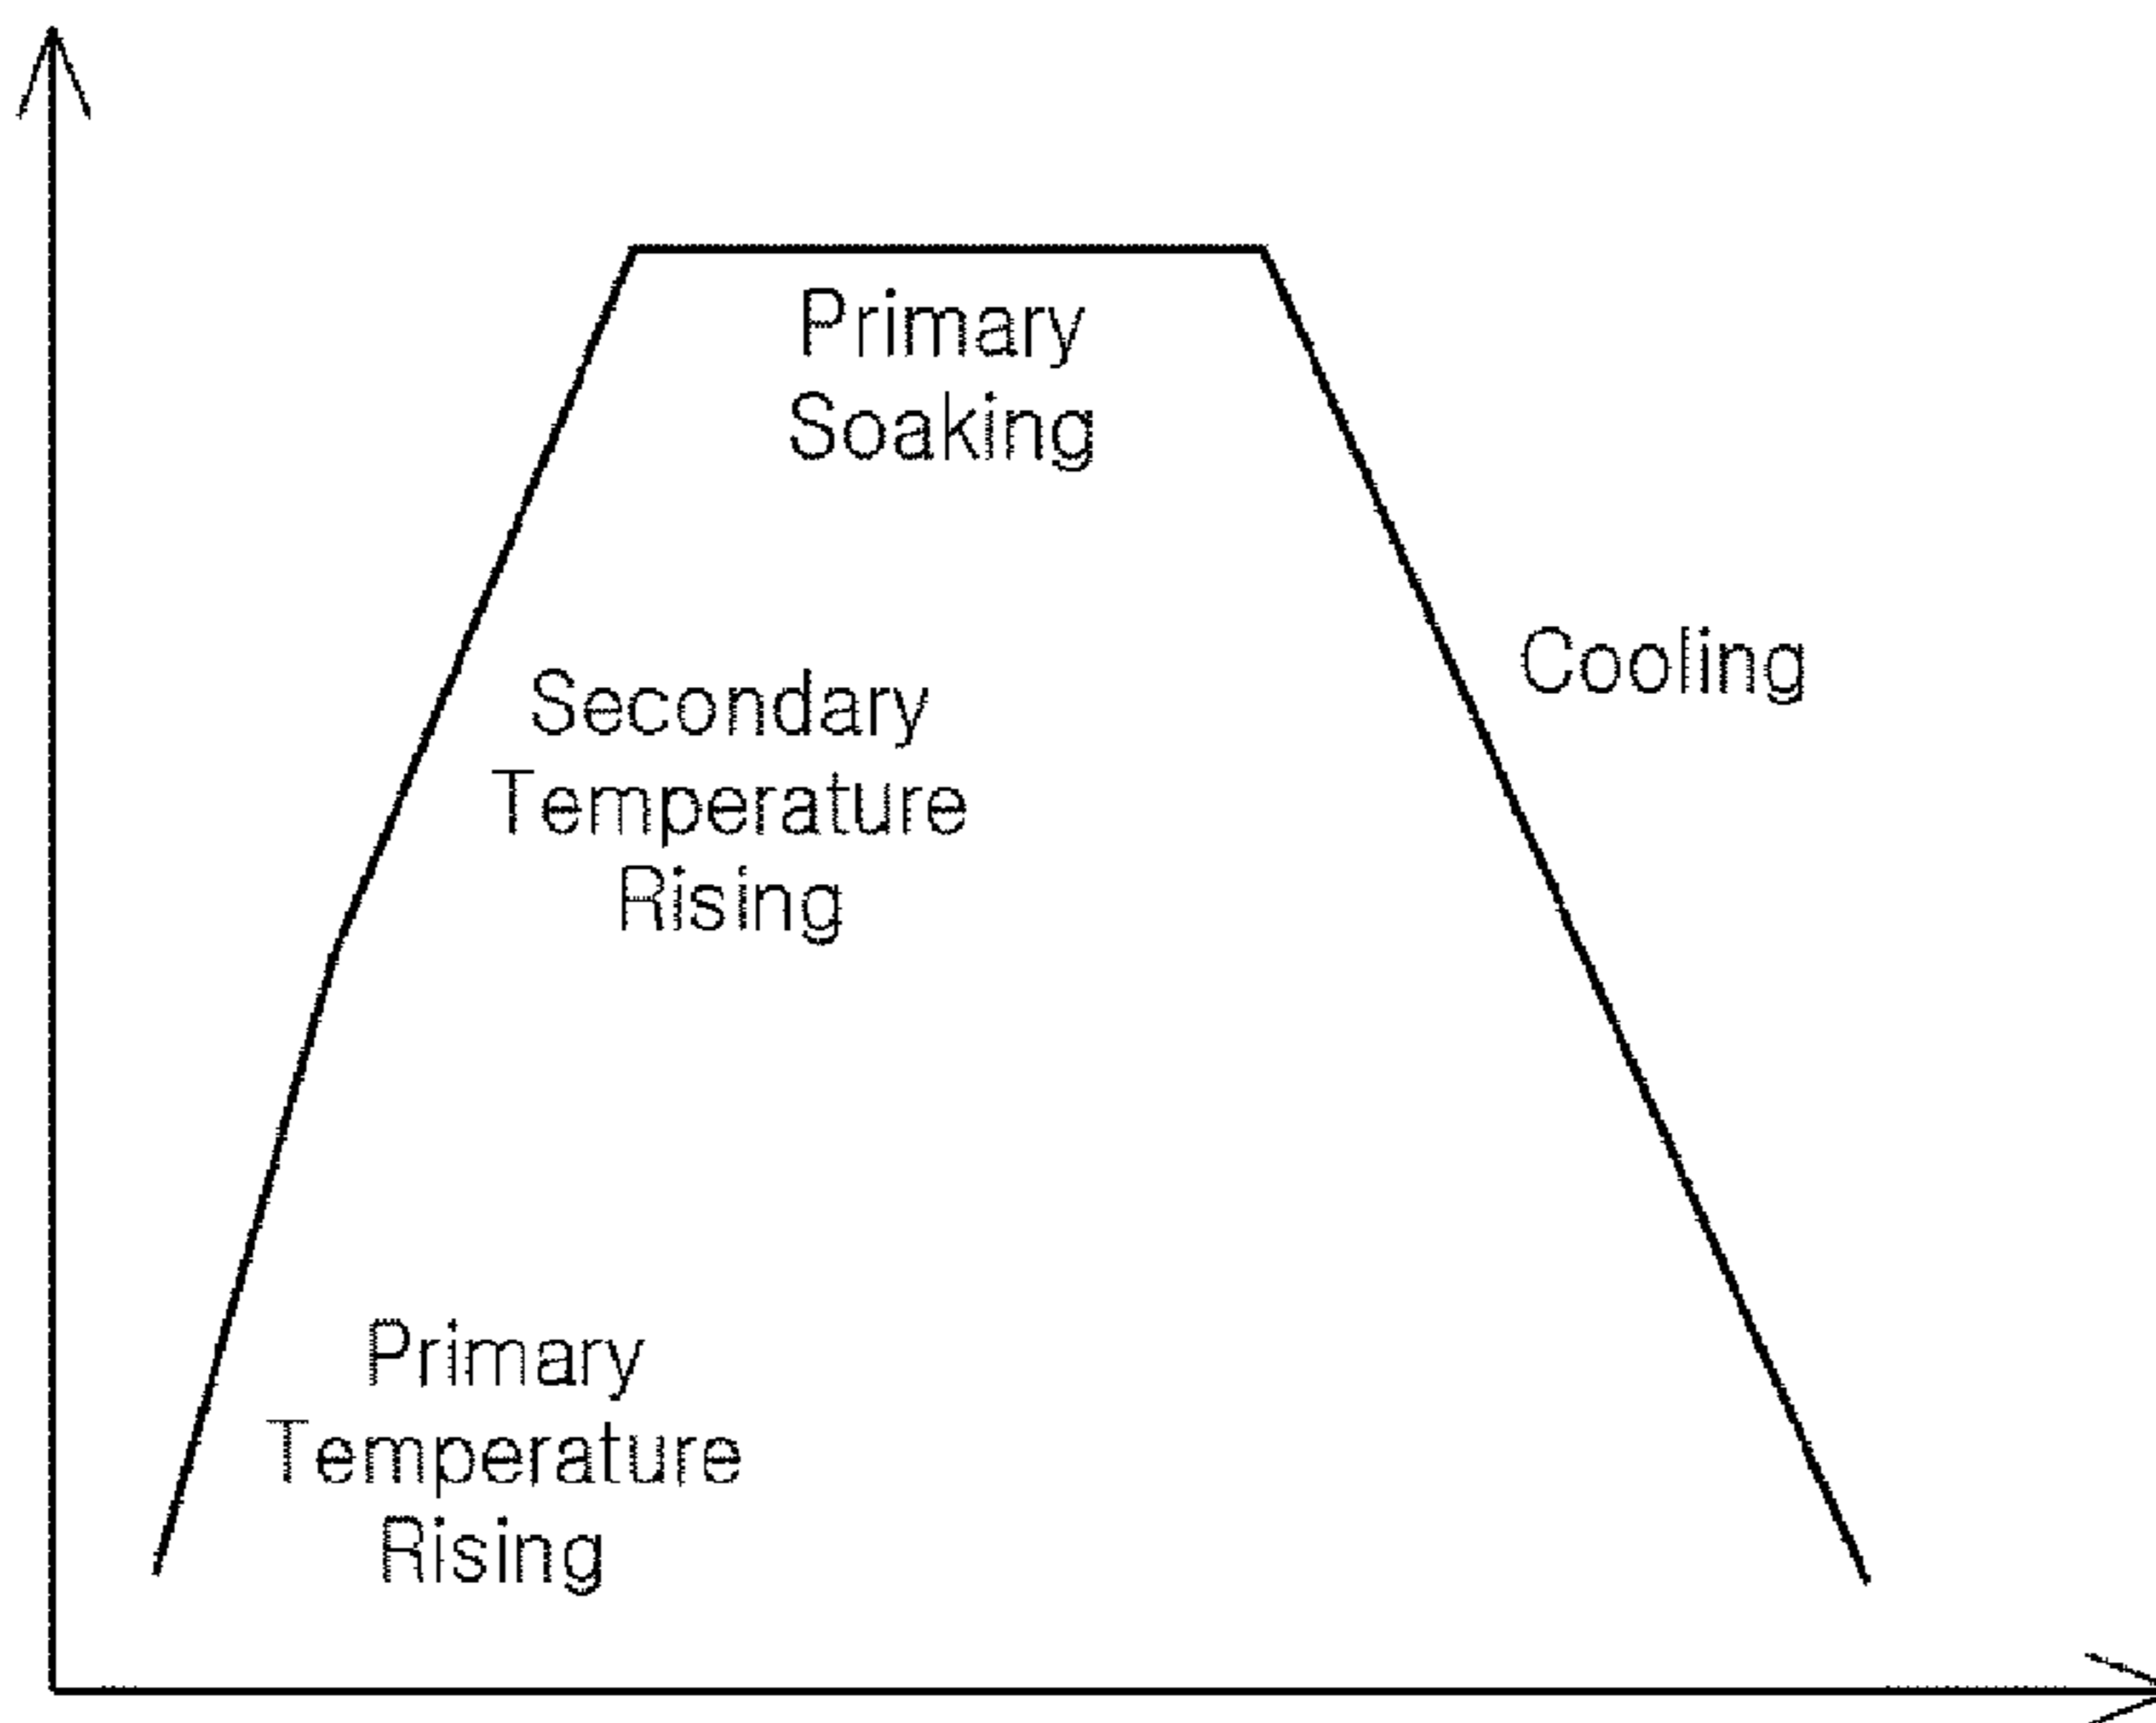 Primary
Soaking
Cooling
Secondary
Temperature
Rising
Primary
Temperature
Rising